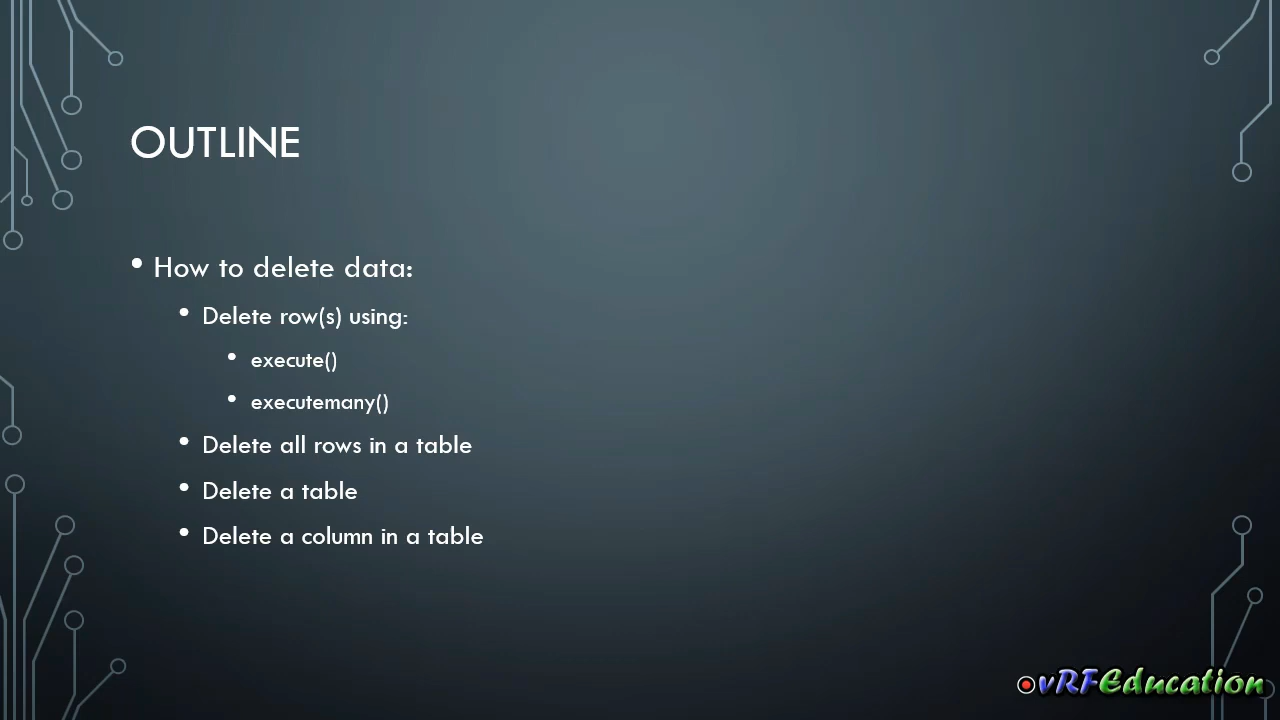 OUTLINE
• How to delete data:
• Delete row(s) using:
• execute()
• executemany()
• Delete all rows in a table
• Delete a table
• Delete a column in a table
vRFEducation